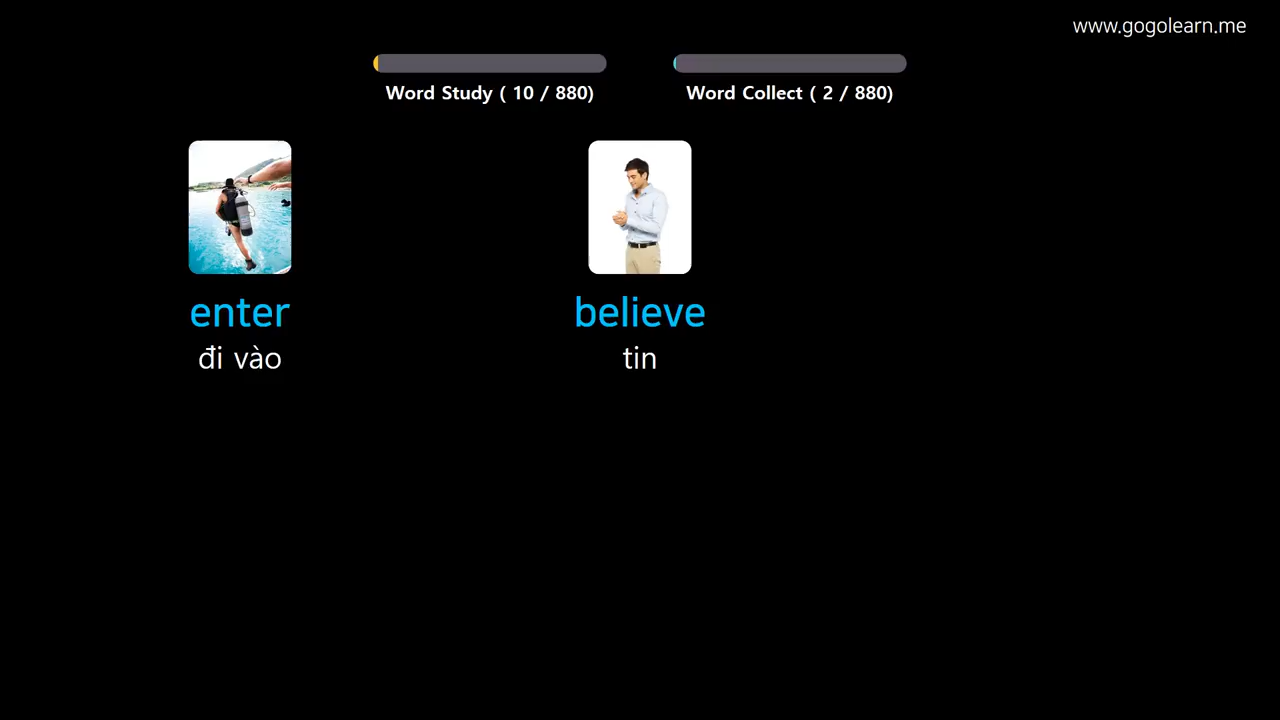 www.gogolearn.me
Word Study ( 10 / 880)
Word Collect ( 2 / 880)
enter
đi vào
believe
tin